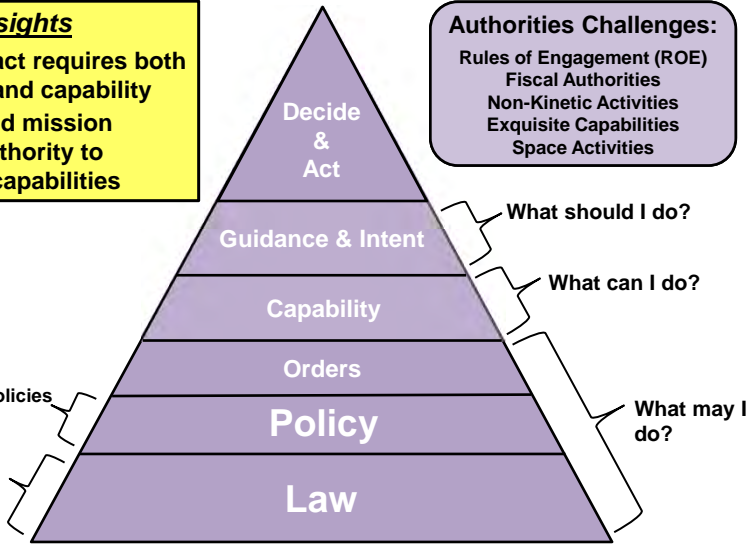 sights
act requires both
and capability
d mission
thority to
capabilities
Authorities Challenges:
Rules of Engagement (ROE)
Fiscal Authorities
Non-Kinetic Activities
Exquisite Capabilities
Space Activities
Decide
&
Act
Guidance & Intent
What should I do?
Capability
What can I do?
Orders
olicies
Policy
What may I
do?
Law